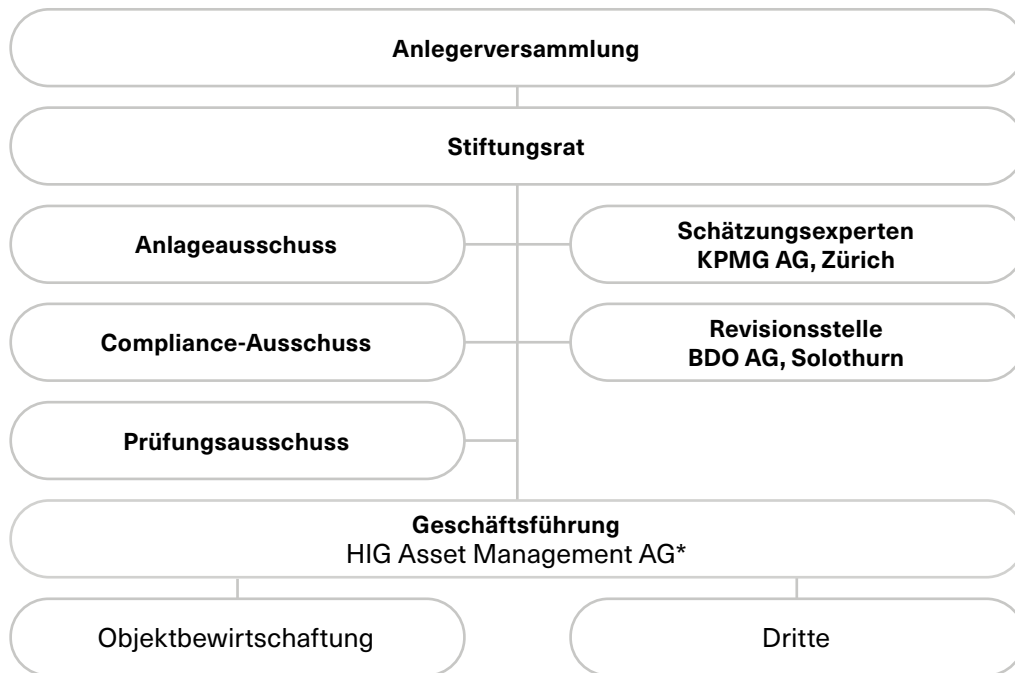 Anlegerversammlung
Stiftungsrat
Anlageausschuss
Schätzungsexperten
KPMG AG, Zürich
Compliance-Ausschuss
Revisionsstelle
BDO AG, Solothurn
Prüfungsausschuss
Geschäftsführung
HIG Asset Management AG*
Objektbewirtschaftung
Dritte